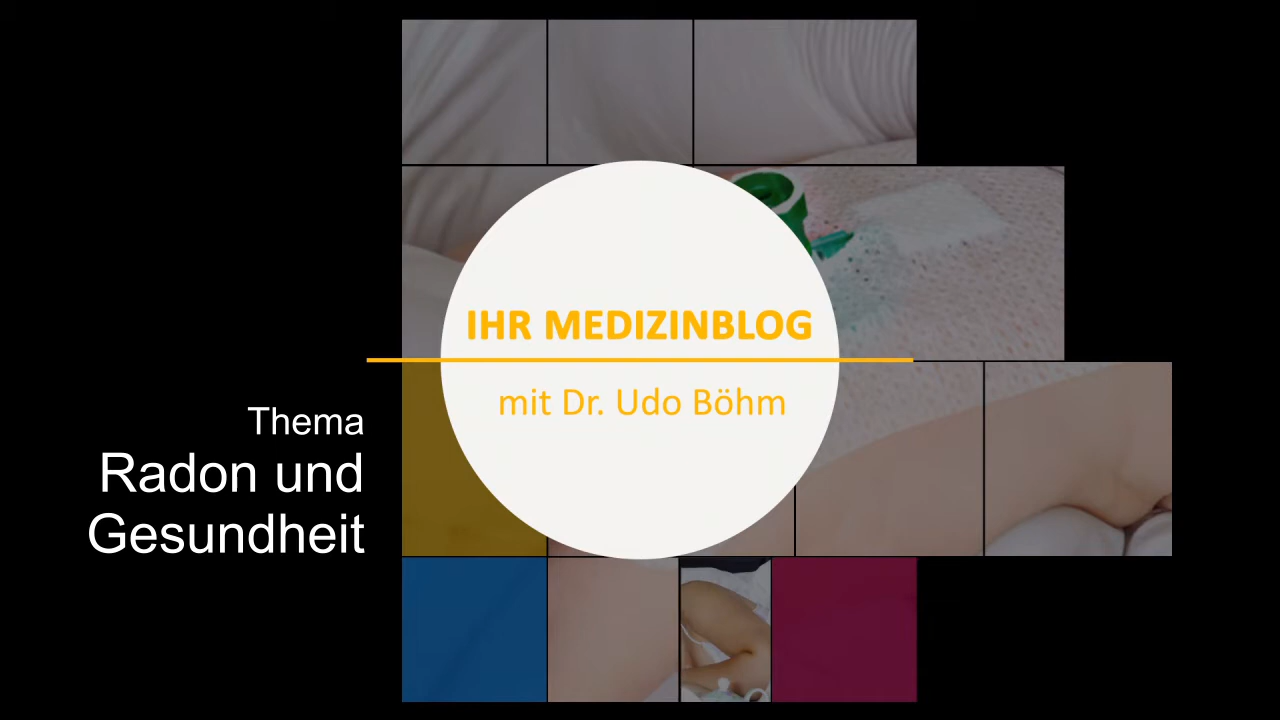 IHR MEDIZINBLOG
mit Dr. Udo Böhm
Thema
Radon und
Gesundheit